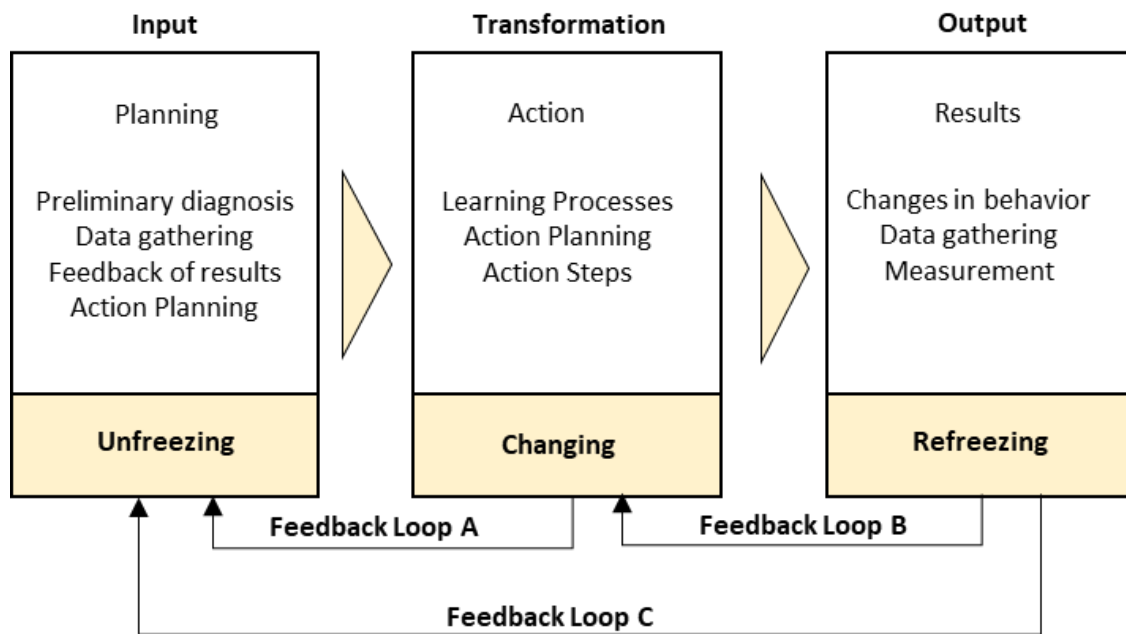 Input
Planning
Preliminary diagnosis
Data gathering
Feedback of results
Action Planning
Unfreezing
Transformation
Action
Learning Processes
Action Planning
Action Steps
Changing
Output
Results
Changes in behavior
Data gathering
Measurement
Refreezing
Feedback Loop A
Feedback Loop B
Feedback Loop C